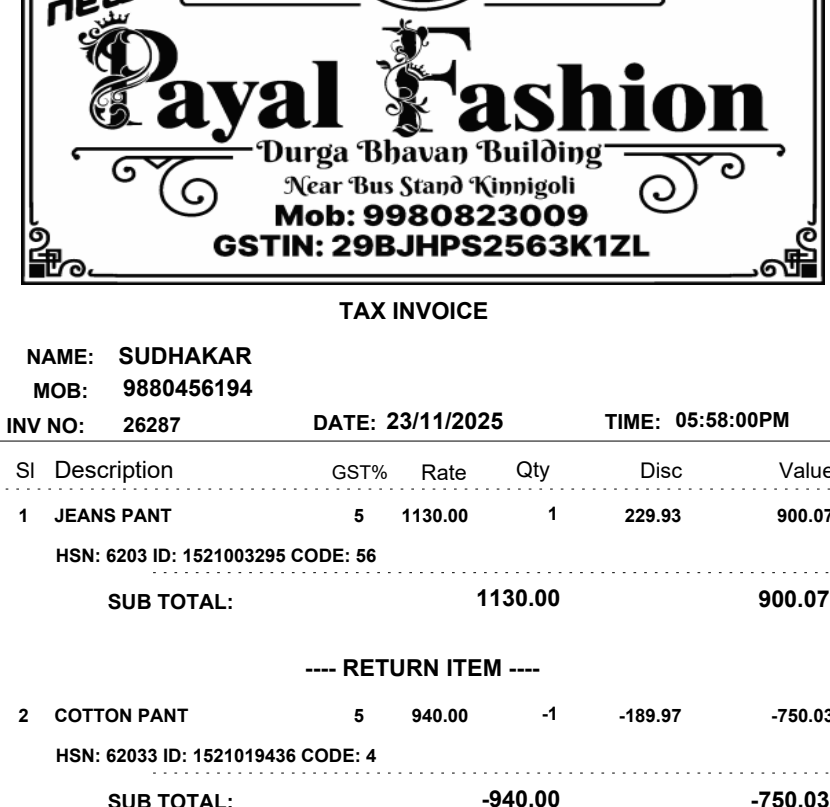 new
Payal Fashion
Durga Bhavan Building
Near Bus Stand Kinnigoli
Mob: 9980823009
GSTIN: 29BJHPS2563K1ZL
TAX INVOICE
NAME: SUDHAKAR
MOB: 9880456194
INV NO: 26287 DATE: 23/11/2025 TIME: 05:58:00PM
Sl Description GST% Rate Qty Disc Value
1 JEANS PANT 5 1130.00 1 229.93 900.07
HSN: 6203 ID: 1521003295 CODE: 56
SUB TOTAL: 1130.00 900.07
---- RETURN ITEM ----
2 COTTON PANT 5 940.00 -1 -189.97 -750.03
HSN: 62033 ID: 1521019436 CODE: 4
SUB TOTAL: -940.00 -750.03